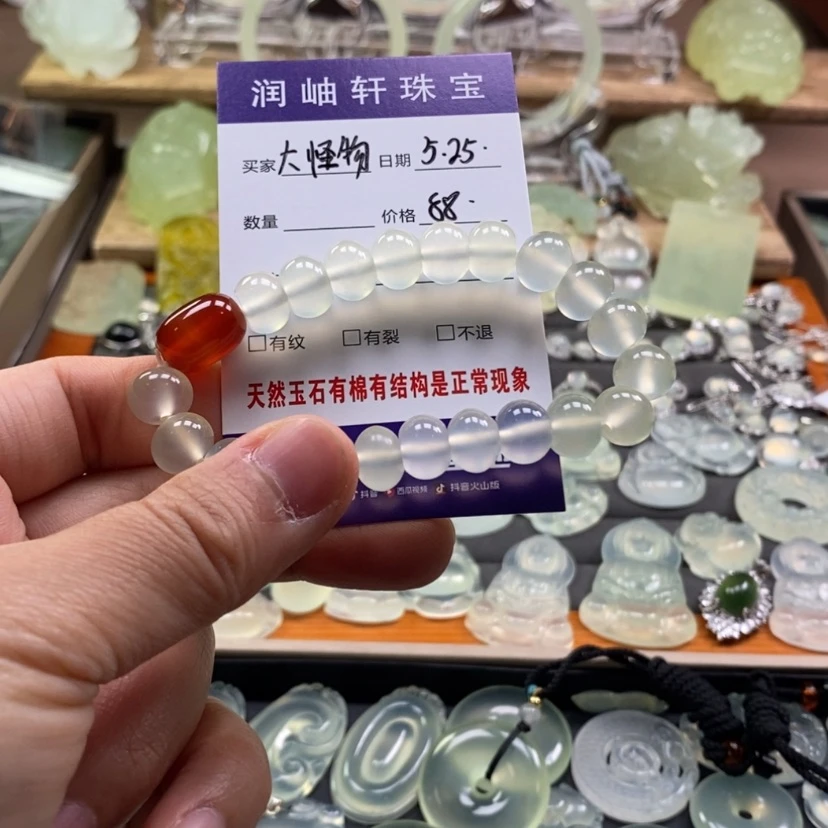 润岫轩珠宝
买家 大怪物 日期 5.25.
数量 价格 88.
□有纹 □有裂 □不退
天然玉石有棉有结构是正常现象
抖音 西瓜视频 抖音火山版